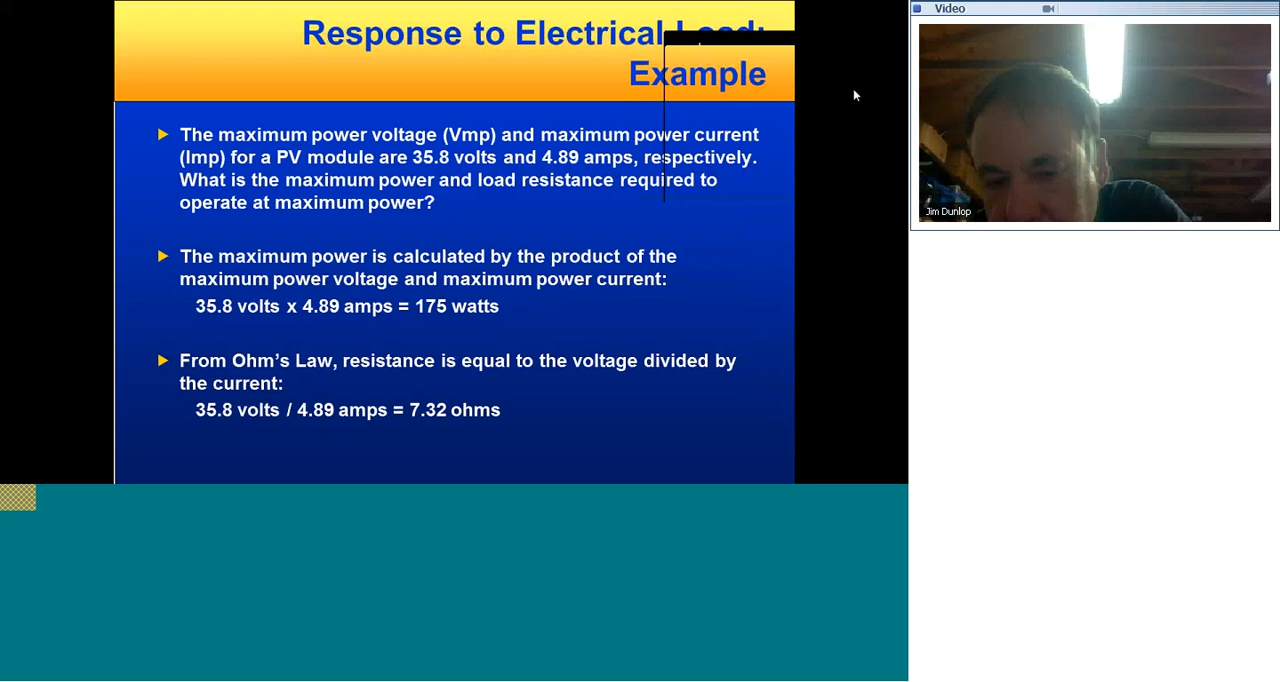 Response to Electrical Load:
Example
The maximum power voltage (Vmp) and maximum power current
(Imp) for a PV module are 35.8 volts and 4.89 amps, respectively.
What is the maximum power and load resistance required to
operate at maximum power?
The maximum power is calculated by the product of the
maximum power voltage and maximum power current:
35.8 volts x 4.89 amps = 175 watts
From Ohm's Law, resistance is equal to the voltage divided by
the current:
35.8 volts / 4.89 amps = 7.32 ohms
Video
Jim Dunlop